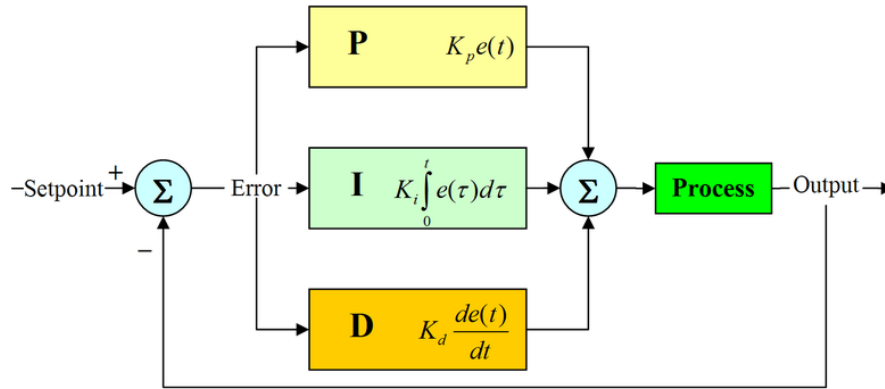 P K_p e(t)
–Setpoint + Σ Error I K_i ∫_0^t e(τ)dτ Σ Process Output
–
D K_d de(t)/dt